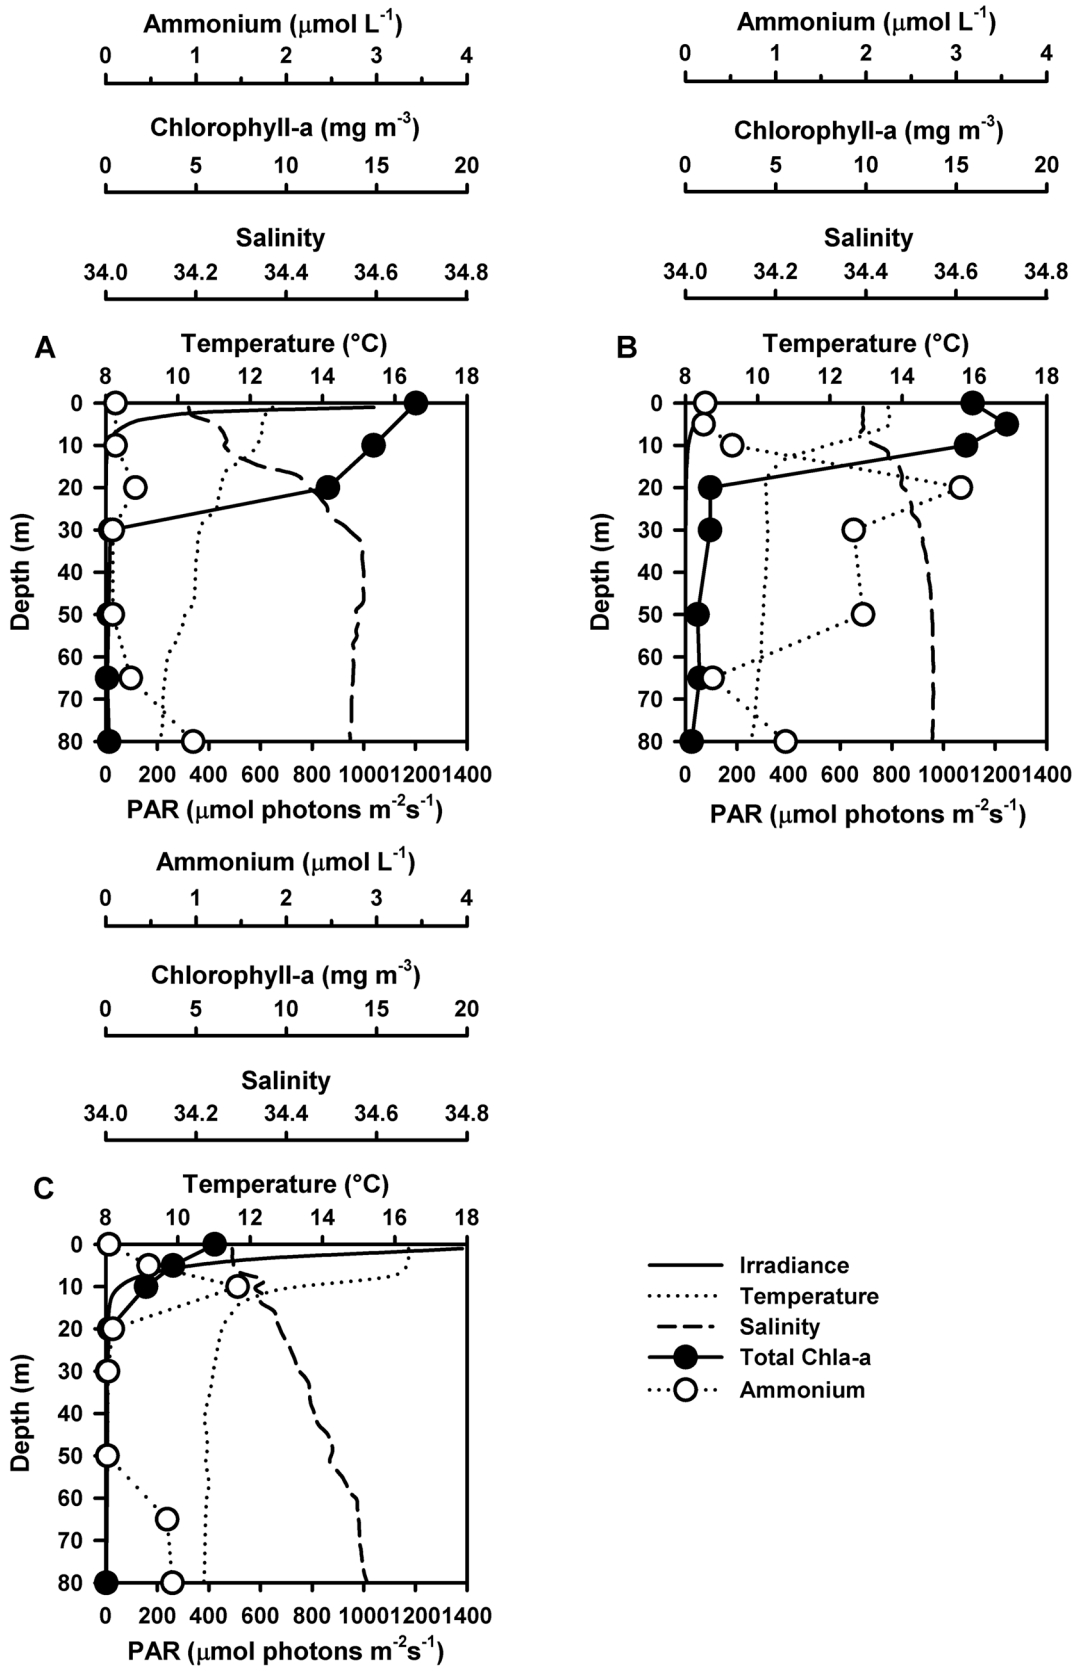 Ammonium (μmol L-1)
0 1 2 3 4
Chlorophyll-a (mg m-3)
0 5 10 15 20
Salinity
34.0 34.2 34.4 34.6 34.8
A
Temperature (°C)
8 10 12 14 16 18
0
10
20
30
40
50
60
70
80
Depth (m)
0 200 400 600 800 1000 1200 1400
PAR (μmol photons m-2s-1)
Ammonium (μmol L-1)
0 1 2 3 4
Chlorophyll-a (mg m-3)
0 5 10 15 20
Salinity
34.0 34.2 34.4 34.6 34.8
B
Temperature (°C)
8 10 12 14 16 18
0
10
20
30
40
50
60
70
80
Depth (m)
0 200 400 600 800 1000 1200 1400
PAR (μmol photons m-2s-1)
Ammonium (μmol L-1)
0 1 2 3 4
Chlorophyll-a (mg m-3)
0 5 10 15 20
Salinity
34.0 34.2 34.4 34.6 34.8
C
Temperature (°C)
8 10 12 14 16 18
0
10
20
30
40
50
60
70
80
Depth (m)
0 200 400 600 800 1000 1200 1400
PAR (μmol photons m-2s-1)
Irradiance
Temperature
Salinity
Total Chla-a
Ammonium